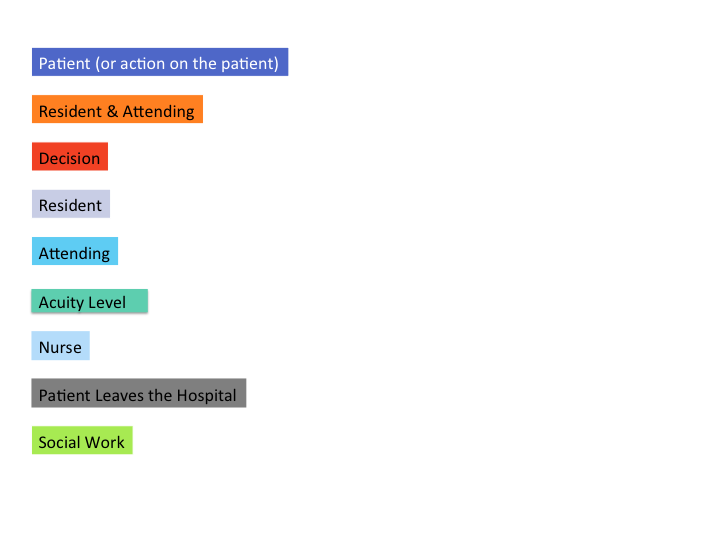 Patient (or action on the patient)
Resident & Attending
Decision
Resident
Attending
Acuity Level
Nurse
Patient Leaves the Hospital
Social Work